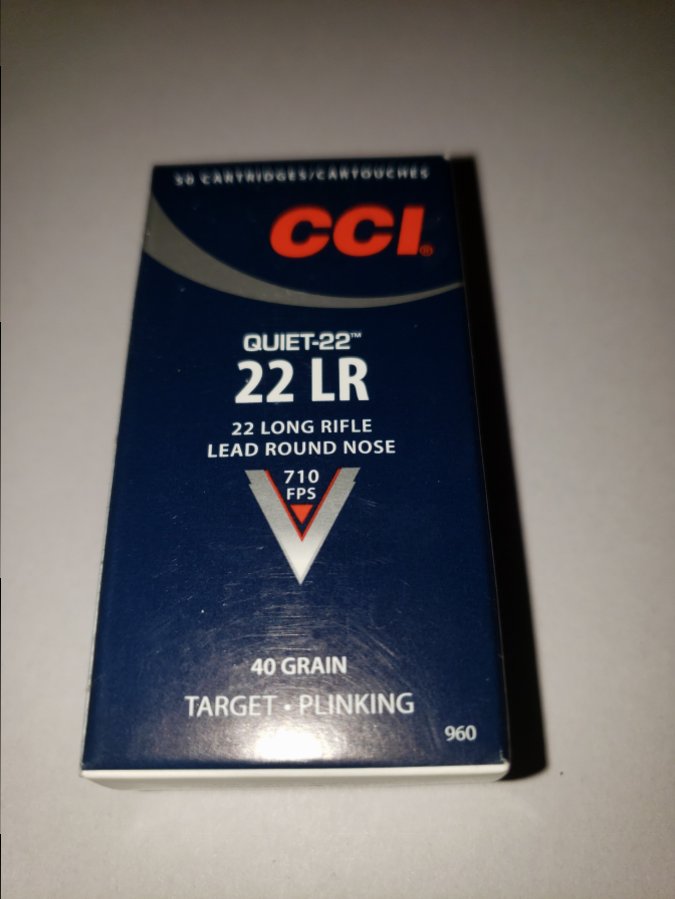 50 CARTRIDGES/CARTOUCHES
CCI®
QUIET-22™
22 LR
22 LONG RIFLE
LEAD ROUND NOSE
710
FPS
40 GRAIN
TARGET • PLINKING
960